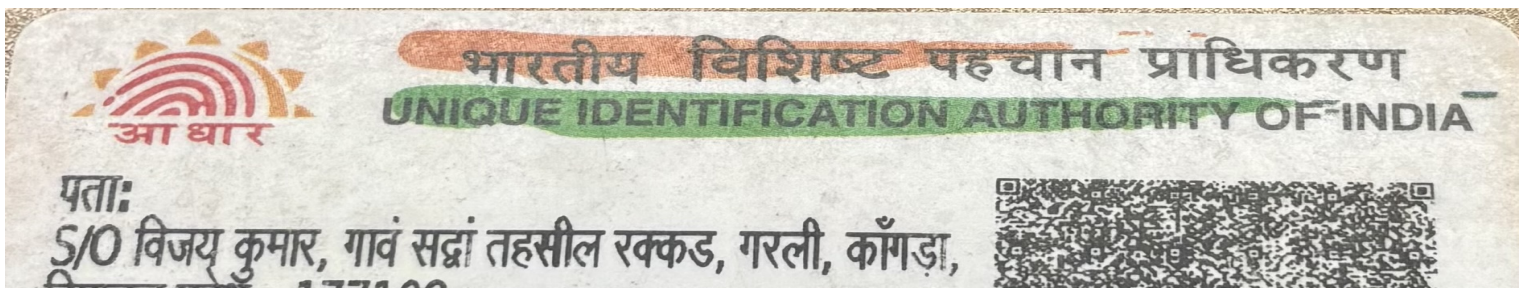 भारतीय विशिष्ट पहचान प्राधिकरण
UNIQUE IDENTIFICATION AUTHORITY OF INDIA
आधार
पता:
S/O विजय कुमार, गावं सद्वां तहसील रक्कड, गरली, काँगड़ा,